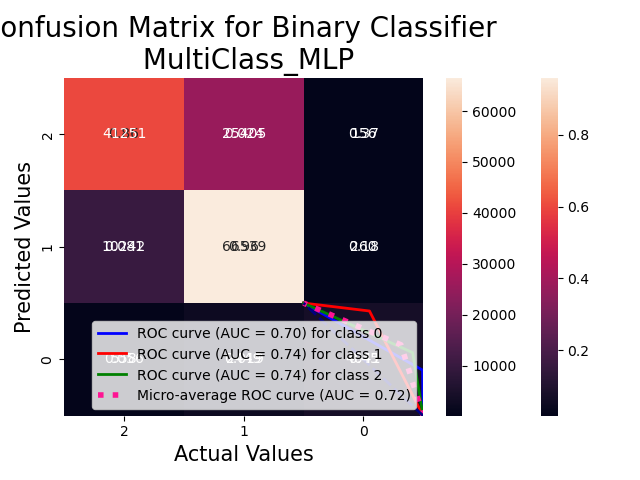 onfusion Matrix for Binary Classifier
MultiClass_MLP
Predicted Values
2
1
0
ROC curve (AUC = 0.70) for class 0
ROC curve (AUC = 0.74) for class 1
ROC curve (AUC = 0.74) for class 2
Micro-average ROC curve (AUC = 0.72)
2 1 0
Actual Values
60000
50000
40000
30000
20000
10000
0.8
0.6
0.4
0.2